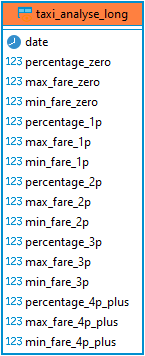 taxi_analyse_long
date
123 percentage_zero
123 max_fare_zero
123 min_fare_zero
123 percentage_1p
123 max_fare_1p
123 min_fare_1p
123 percentage_2p
123 max_fare_2p
123 min_fare_2p
123 percentage_3p
123 max_fare_3p
123 min_fare_3p
123 percentage_4p_plus
123 max_fare_4p_plus
123 min_fare_4p_plus